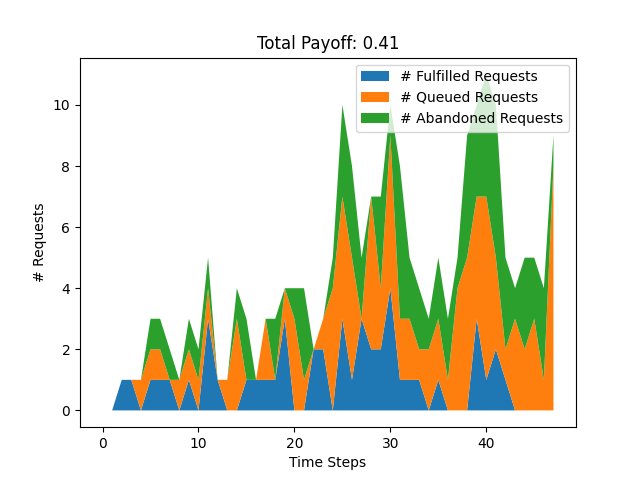 Total Payoff: 0.41
# Fulfilled Requests
# Queued Requests
# Abandoned Requests
10
8
6
4
2
0
# Requests
0 10 20 30 40
Time Steps